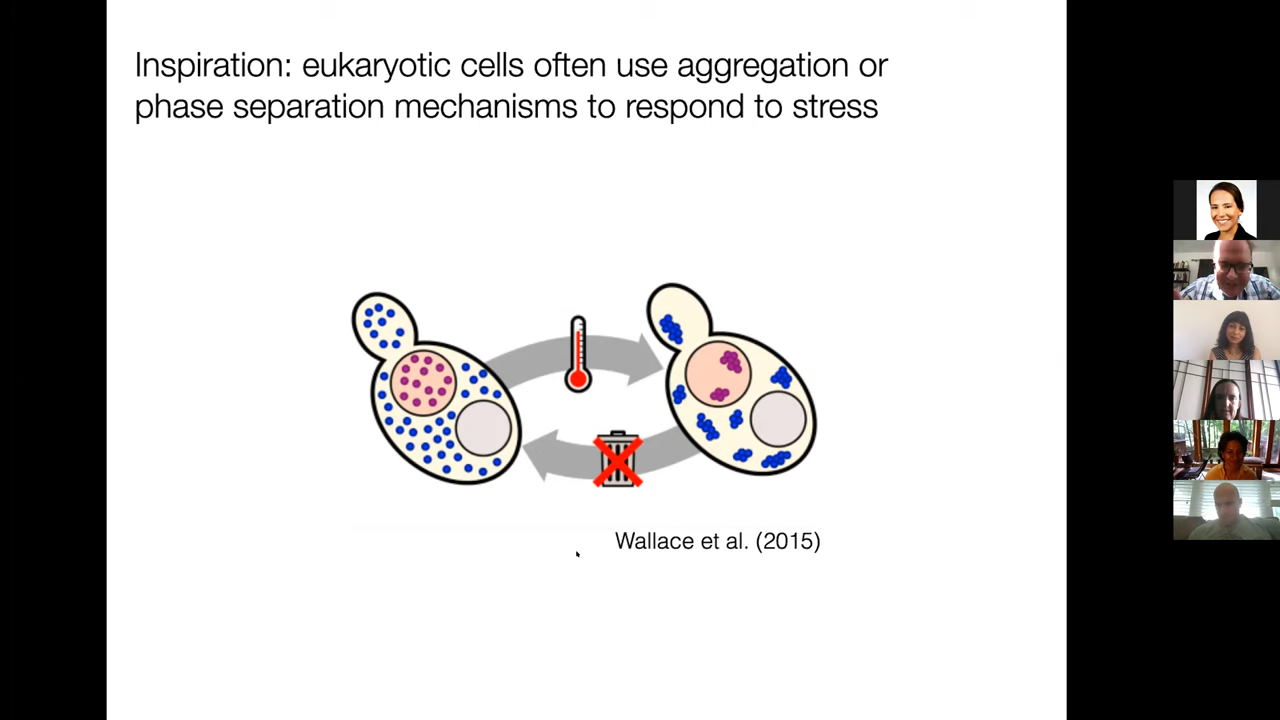 Inspiration: eukaryotic cells often use aggregation or
phase separation mechanisms to respond to stress
Wallace et al. (2015)